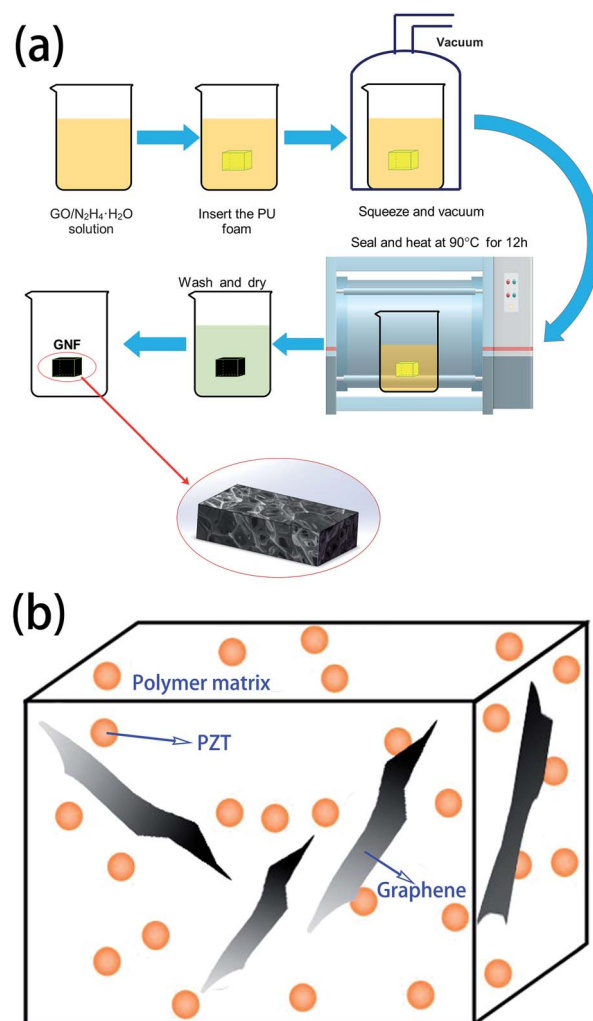 (a)
Vacuum
GO/N₂H₄·H₂O
solution
Insert the PU
foam
Squeeze and vacuum
Seal and heat at 90°C for 12h
Wash and dry
GNF
(b)
Polymer matrix
PZT
Graphene